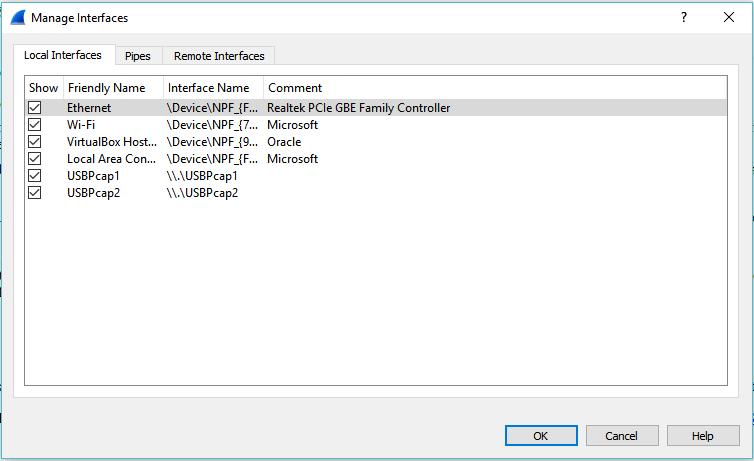 Manage Interfaces
Local Interfaces Pipes Remote Interfaces
Show Friendly Name Interface Name Comment
Ethernet \Device\NPF_{F... Realtek PCIe GBE Family Controller
Wi-Fi \Device\NPF_{7... Microsoft
VirtualBox Host... \Device\NPF_{9... Oracle
Local Area Con... \Device\NPF_{F... Microsoft
USBPcap1 \\.\USBPcap1
USBPcap2 \\.\USBPcap2
OK Cancel Help